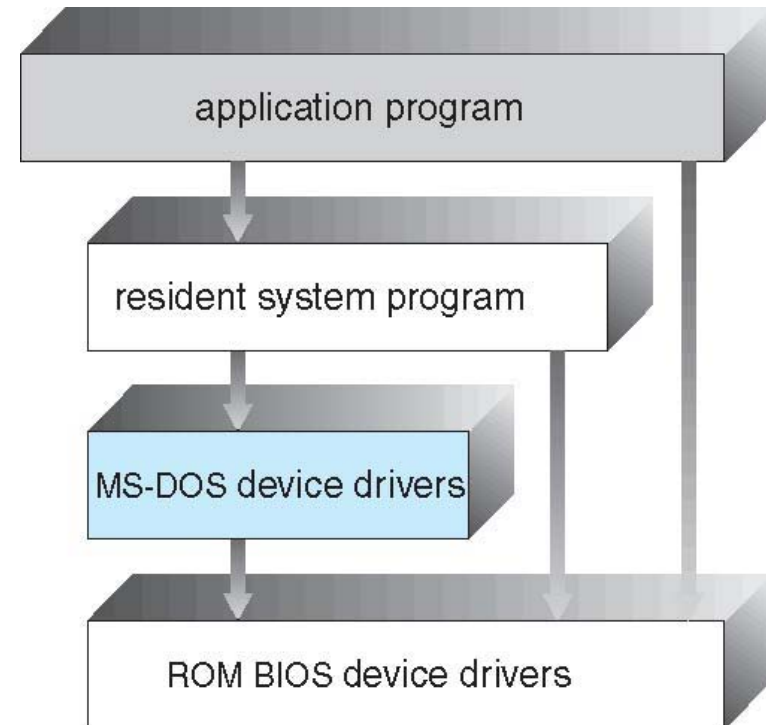 application program
resident system program
MS-DOS device drivers
ROM BIOS device drivers